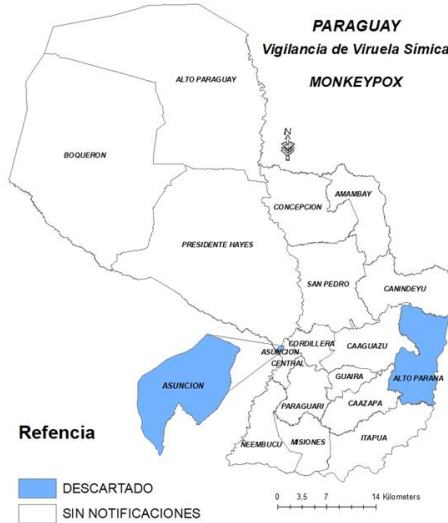 PARAGUAY
Vigilancia de Viruela Símica
MONKEYPOX
ALTO PARAGUAY
N
BOQUERON
AMAMBAY
CONCEPCION
PRESIDENTE HAYES
SAN PEDRO
CANINDEYU
CORDILLERA
CAAGUAZU
ASUNCION
CENTRAL
GUAIRA
ALTO PARANA
ASUNCION
CAAZAPA
PARAGUARI
ÑEEMBUCU
MISIONES
ITAPUA
Refencia
DESCARTADO
SIN NOTIFICACIONES
0 3,5 7 14 Kilometers